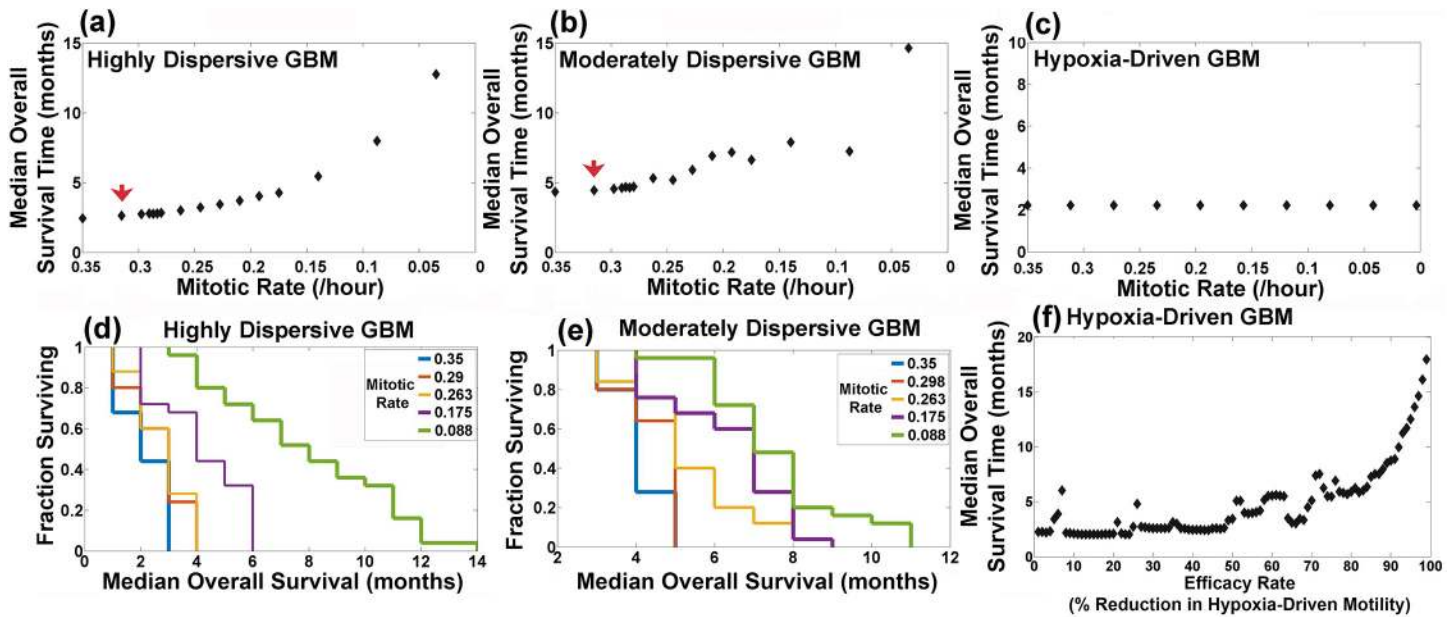 (a)
Highly Dispersive GBM
Median Overall
Survival Time (months)
15
10
5
0
0.35 0.3 0.25 0.2 0.15 0.1 0.05 0
Mitotic Rate (/hour)
(b)
Moderately Dispersive GBM
Median Overall
Survival Time (months)
15
10
5
0
0.35 0.3 0.25 0.2 0.15 0.1 0.05 0
Mitotic Rate (/hour)
(c)
Hypoxia-Driven GBM
Median Overall
Survival Time (months)
10
8
6
4
2
0
0.35 0.3 0.25 0.2 0.15 0.1 0.05 0
Mitotic Rate (/hour)
(d)
Highly Dispersive GBM
Fraction Surviving
1
0.8
0.6
0.4
0.2
0
0 2 4 6 8 10 12 14
Median Overall Survival (months)
Mitotic
Rate
0.35
0.29
0.263
0.175
0.088
(e)
Moderately Dispersive GBM
Fraction Surviving
1
0.8
0.6
0.4
0.2
0
2 4 6 8 10 12
Median Overall Survival (months)
Mitotic
Rate
0.35
0.298
0.263
0.175
0.088
(f)
Hypoxia-Driven GBM
Median Overall
Survival Time (months)
20
15
10
5
0
0 10 20 30 40 50 60 70 80 90 100
Efficacy Rate
(% Reduction in Hypoxia-Driven Motility)